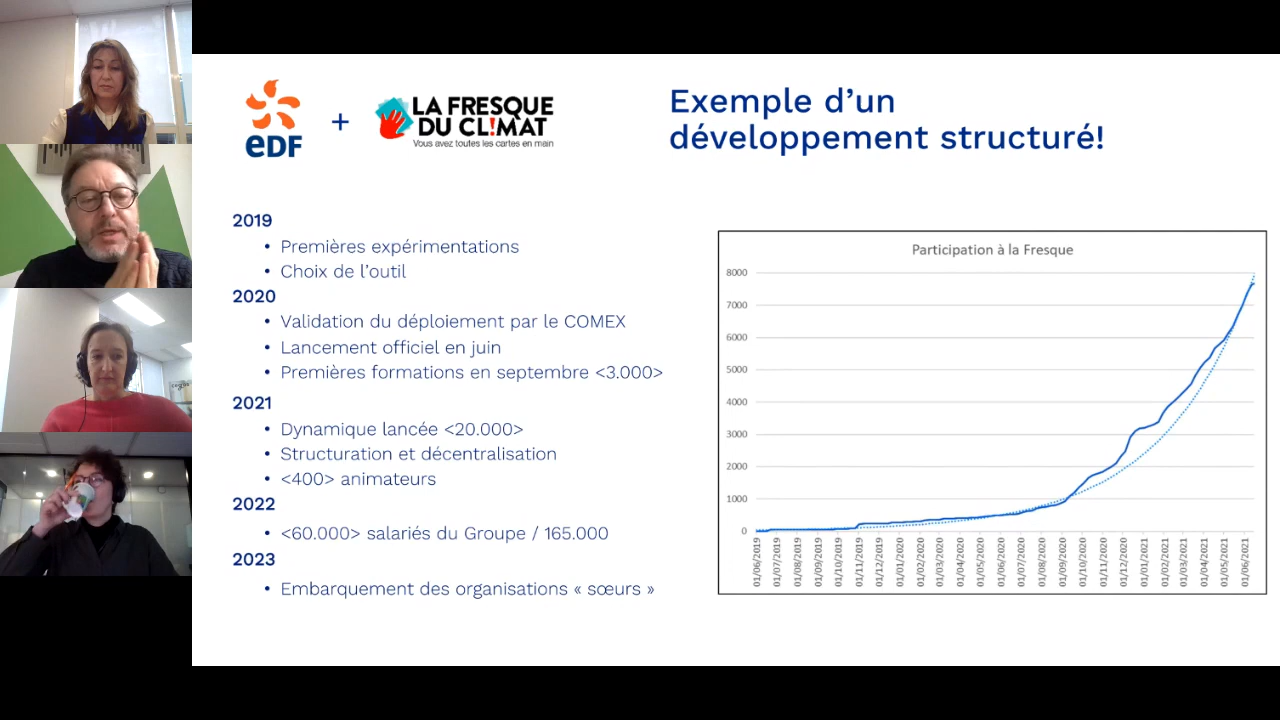 eDF
+
LA FRESQUE
DU CL!MAT
Vous avez toutes les cartes en main
Exemple d’un
développement structuré!
2019
• Premières expérimentations
• Choix de l’outil
2020
• Validation du déploiement par le COMEX
• Lancement officiel en juin
• Premières formations en septembre <3.000>
2021
• Dynamique lancée <20.000>
• Structuration et décentralisation
• <400> animateurs
2022
• <60.000> salariés du Groupe / 165.000
2023
• Embarquement des organisations « sœurs »
Participation à la Fresque
8000
7000
6000
5000
4000
3000
2000
1000
0
01/06/2019
01/07/2019
01/08/2019
01/09/2019
01/10/2019
01/11/2019
01/12/2019
01/01/2020
01/02/2020
01/03/2020
01/04/2020
01/05/2020
01/06/2020
01/07/2020
01/08/2020
01/09/2020
01/10/2020
01/11/2020
01/12/2020
01/01/2021
01/02/2021
01/03/2021
01/04/2021
01/05/2021
01/06/2021